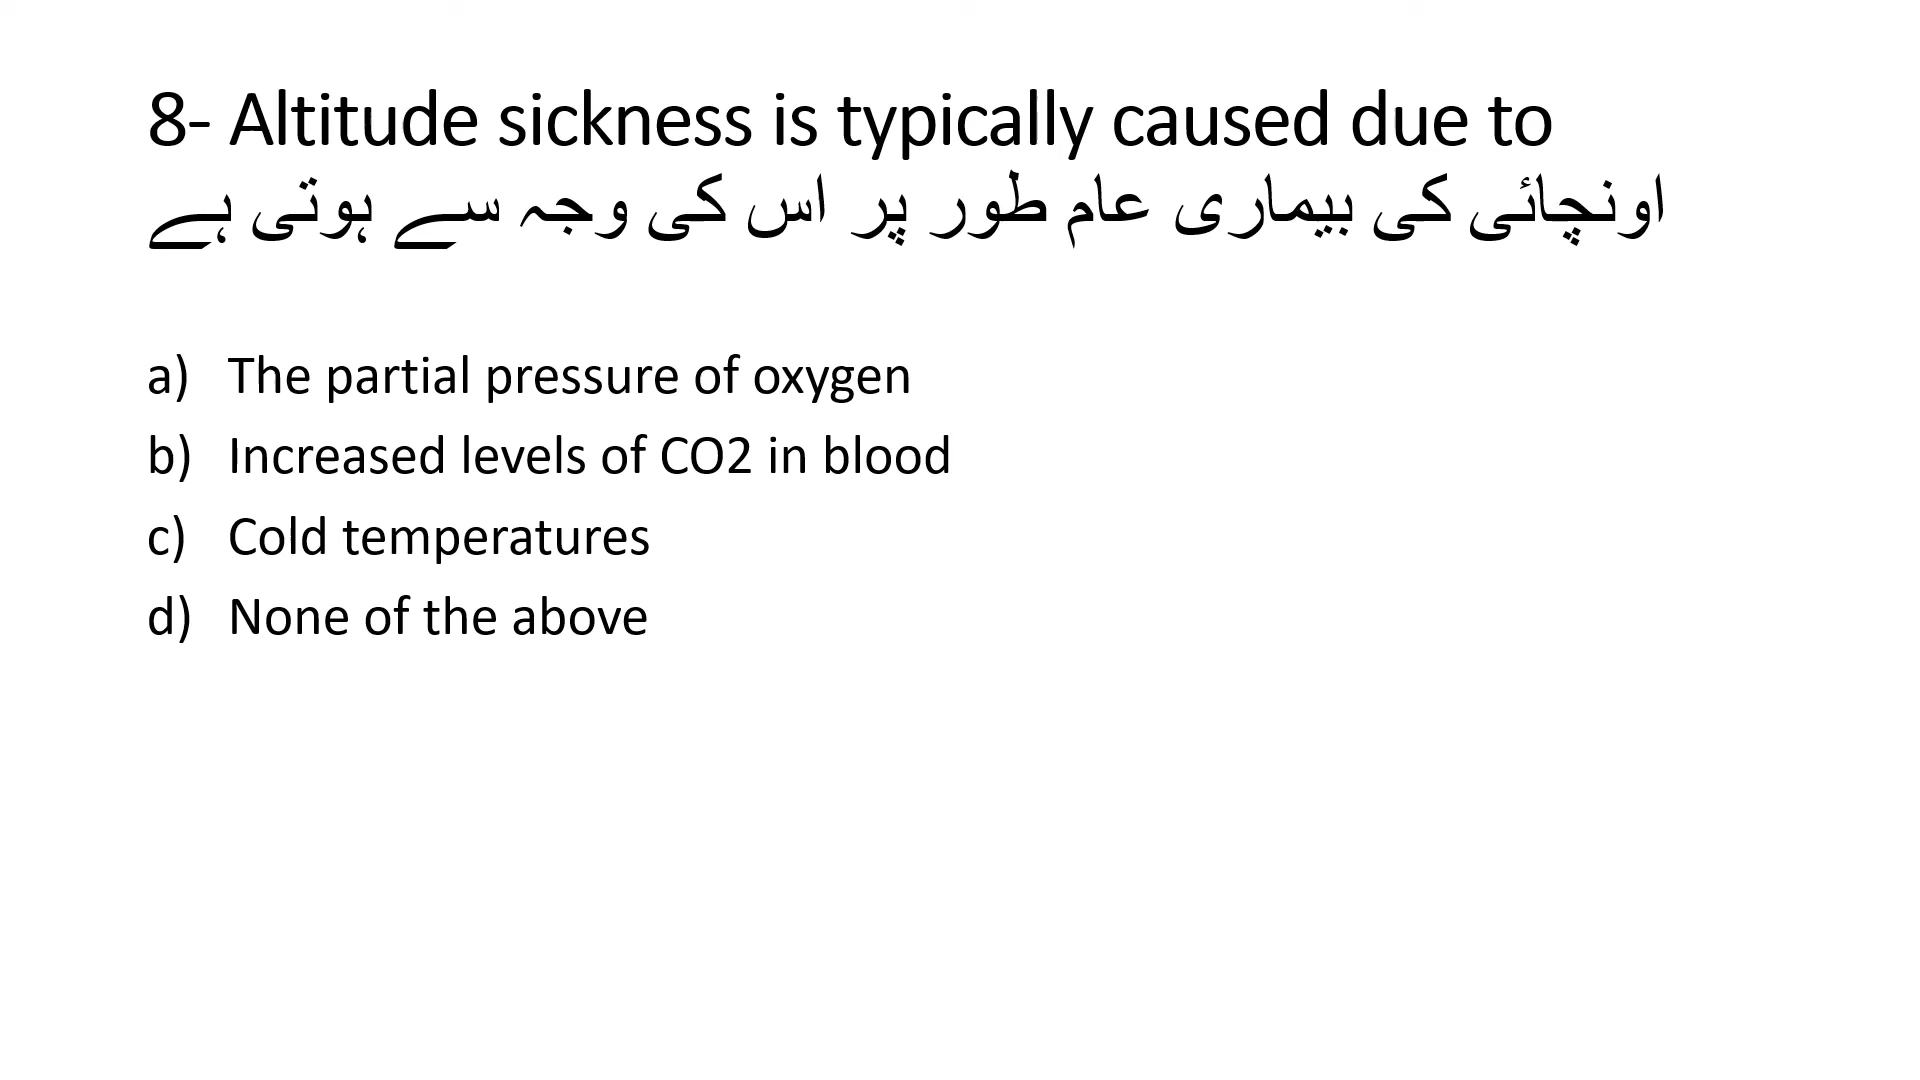 8- Altitude sickness is typically caused due to
اونچائی کی بیماری عام طور پر اس کی وجہ سے ہوتی ہے
a) The partial pressure of oxygen
b) Increased levels of CO2 in blood
c) Cold temperatures
d) None of the above